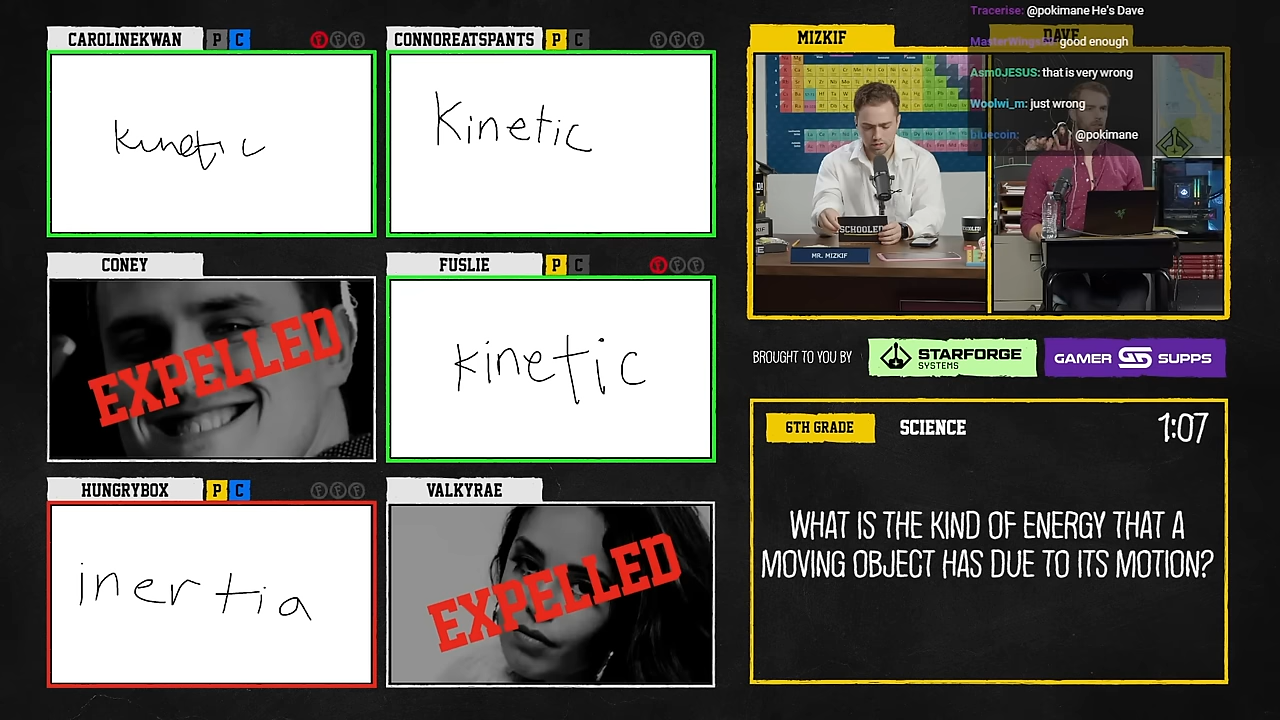 CAROLINEKWAN P C F F F
Kinetic
CONNOREATSPANTS P C F F F
Kinetic
CONEY
EXPELLED
FUSLIE P C F F F
kinetic
HUNGRYBOX P C F F F
inertia
VALKYRAE
EXPELLED
MIZKIF
DAVE
Tracerise: @pokimane He's Dave
good enough
Asm0JESUS: that is very wrong
Woolwi_m: just wrong
bluecoin: @pokimane
SCHOOLED
MR. MIZKIF
BROUGHT TO YOU BY
STARFORGE
SYSTEMS
GAMER SUPPS
6TH GRADE SCIENCE 1:07
WHAT IS THE KIND OF ENERGY THAT A
MOVING OBJECT HAS DUE TO ITS MOTION?